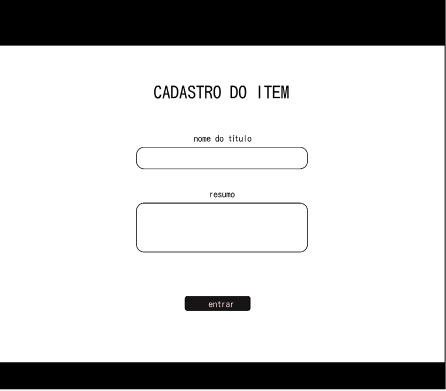 CADASTRO DO ITEM
nome do título
resumo
entrar